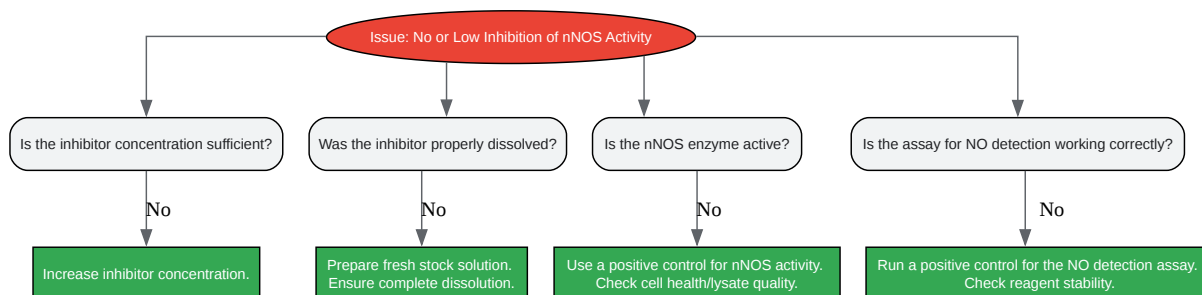 Issue: No or Low Inhibition of nNOS Activity
Is the inhibitor concentration sufficient?
Was the inhibitor properly dissolved?
Is the nNOS enzyme active?
Is the assay for NO detection working correctly?
No
No
No
No
Increase inhibitor concentration.
Prepare fresh stock solution.
Ensure complete dissolution.
Use a positive control for nNOS activity.
Check cell health/lysate quality.
Run a positive control for the NO detection assay.
Check reagent stability.